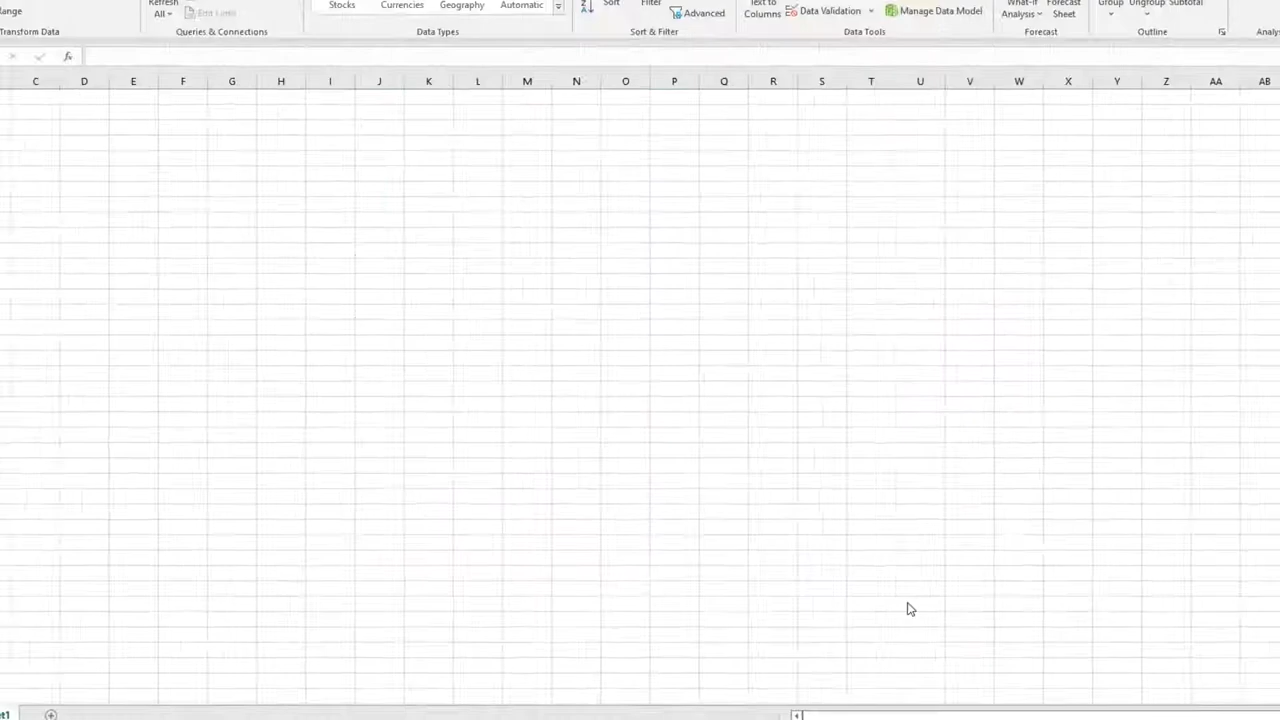 Refresh Stocks Currencies Geography Automatic Sort Filter Text to What-If Forecast Group Ungroup Subtotal
ange All Edit Links Advanced Columns Data Validation Manage Data Model Analysis Sheet
Transform Data Queries & Connections Data Types Sort & Filter Data Tools Forecast Outline Analys
fx
C D E F G H I J K L M N O P Q R S T U V W X Y Z AA AB
et1